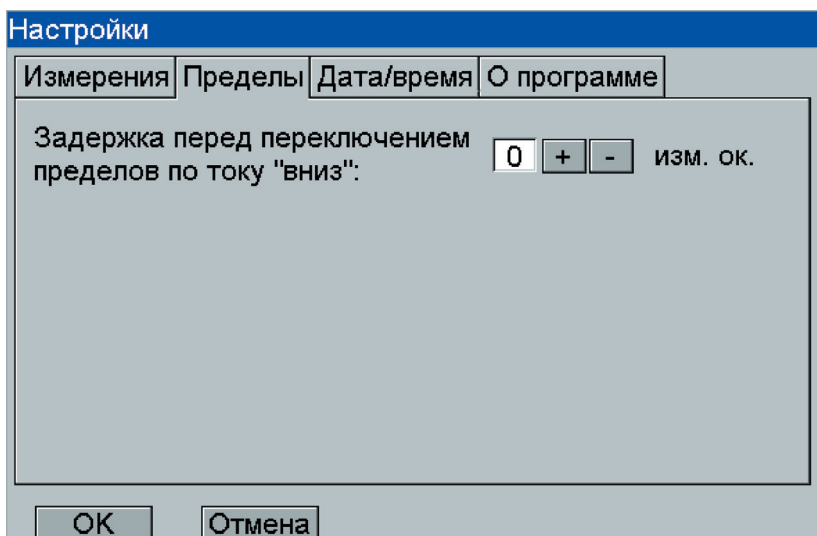 Настройки
Измерения Пределы Дата/время О программе
Задержка перед переключением
пределов по току "вниз": 0 + - изм. ок.
OK Отмена